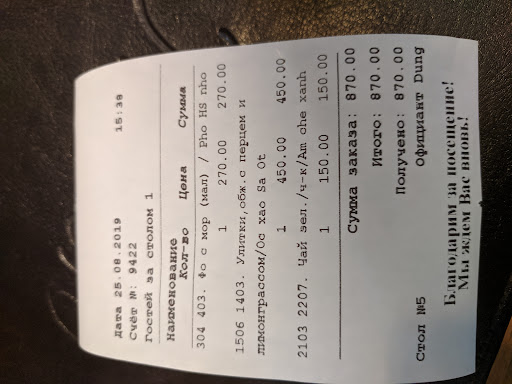 Дата 25.08.2019 15:38
Счёт №: 9422
Гостей за столом 1
Наименование
Кол-во Цена Сумма
304 403. Фо с мор (мал) / Pho HS nho
1 270.00 270.00
1506 1403. Улитки,обж.с перцем и
лимонграссом/Ос хао Sa Ot
1 450.00 450.00
2103 2207. Чай зел./ч-к/Am che xanh
1 150.00 150.00
Сумма заказа: 870.00
Итого: 870.00
Получено: 870.00
Стол №5 Официант Dung
Благодарим за посещение!
Мы ждем Вас вновь!